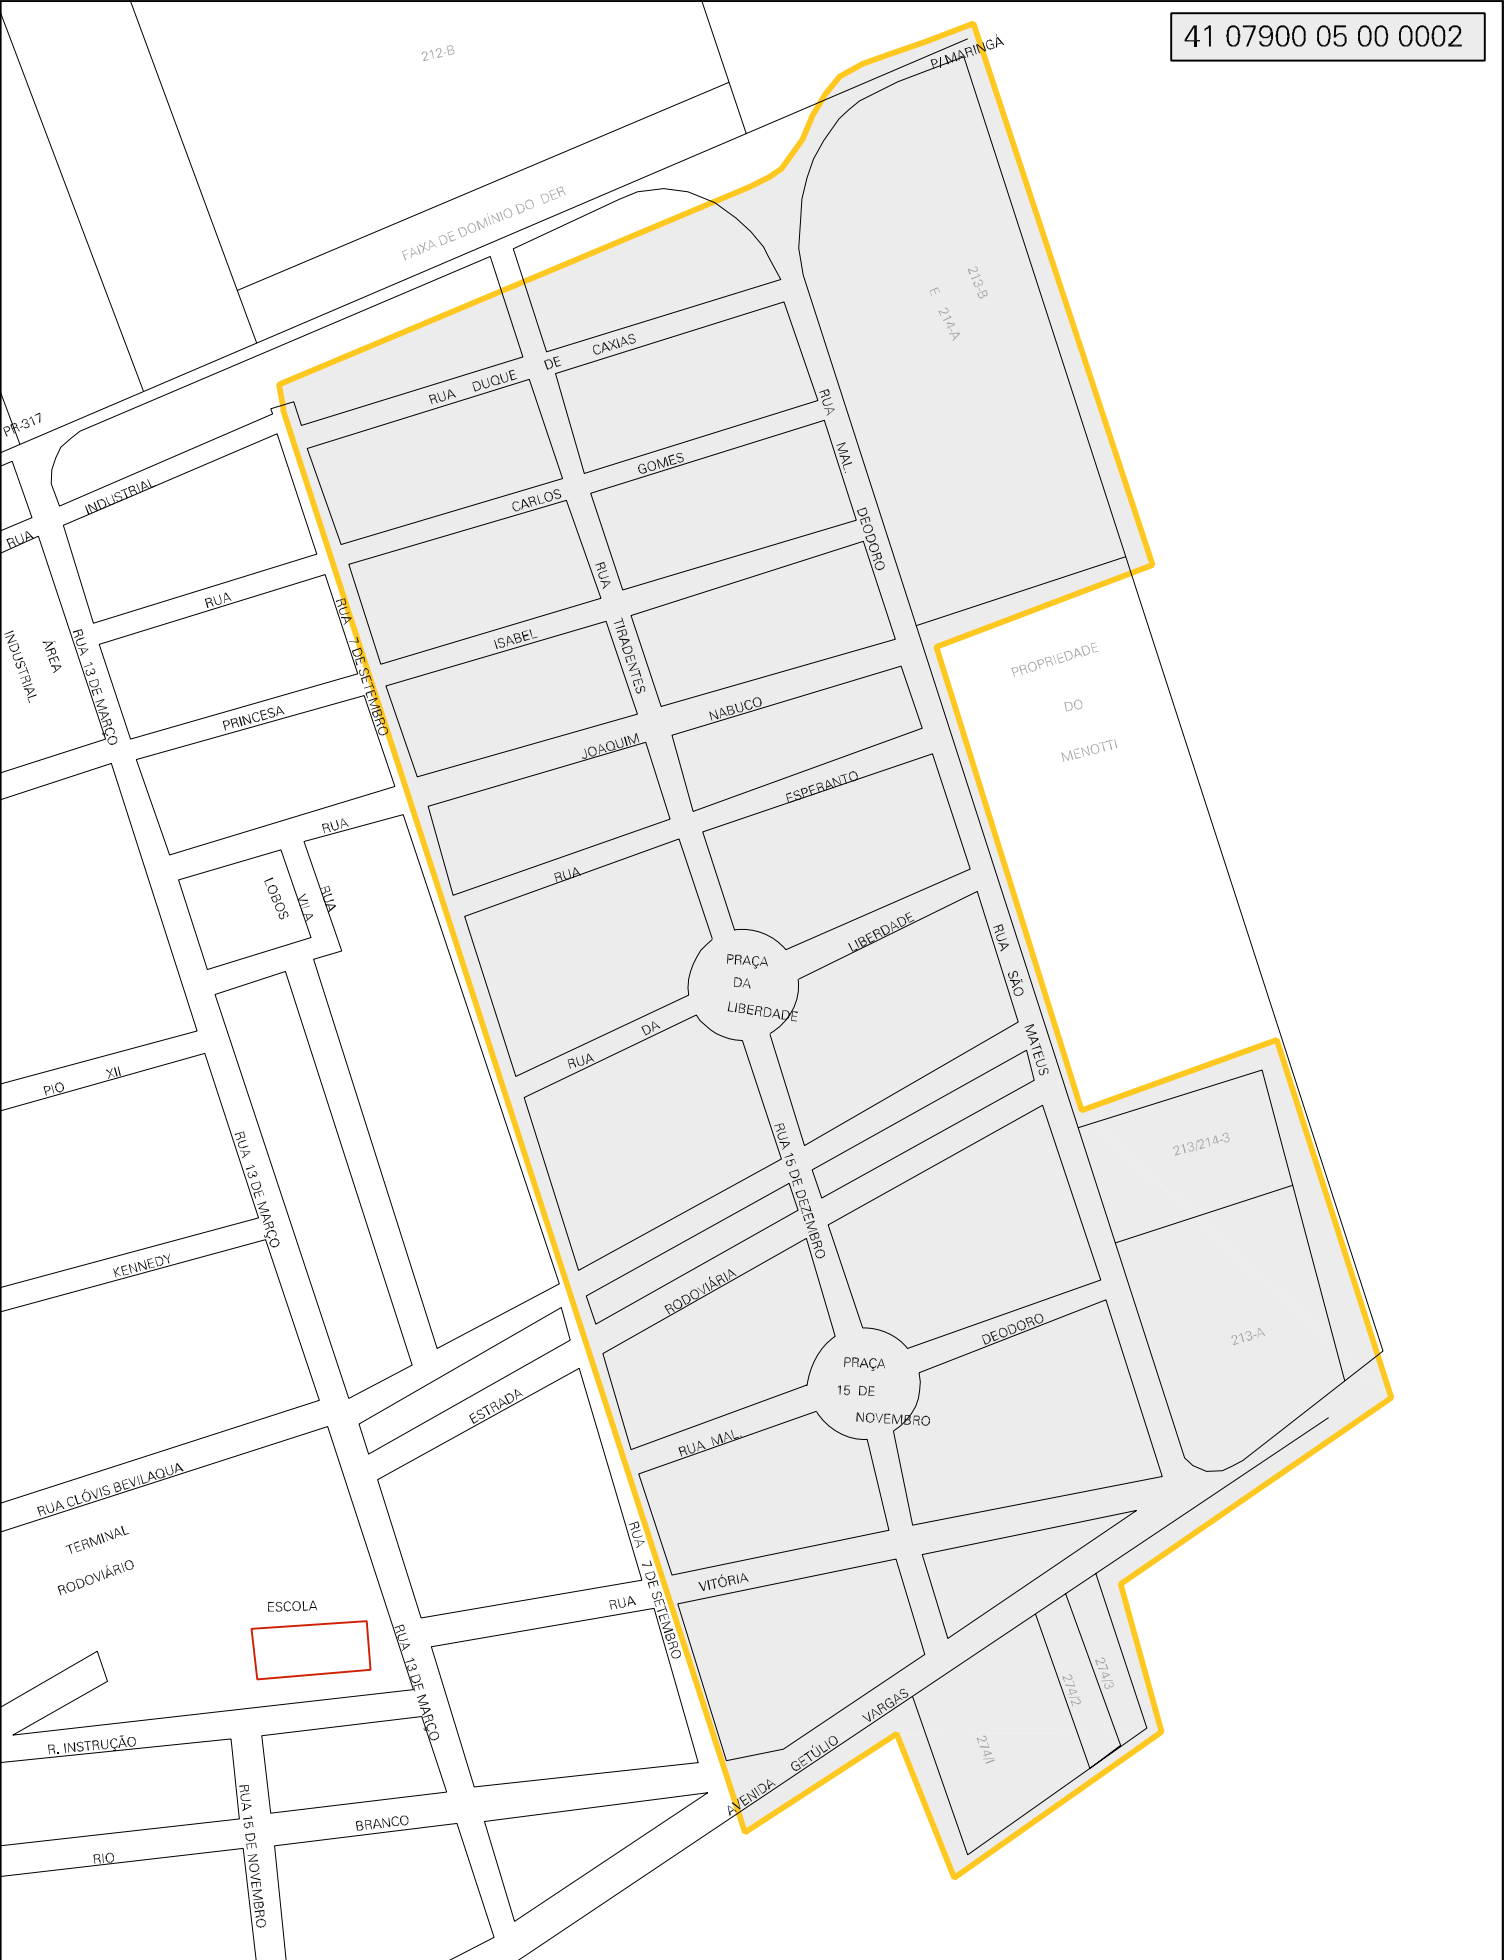 41 07900 05 00 0002
212-B
P/ MARINGÁ
FAIXA DE DOMÍNIO DO DER
213-B
E 214-A
RUA DUQUE DE CAXIAS
PR-317
RUA INDUSTRIAL
RUA MAL. DEODORO
CARLOS GOMES
RUA
RUA 7 DE SETEMBRO
RUA TIRADENTES
ÁREA
INDUSTRIAL
RUA 13 DE MARÇO
PRINCESA ISABEL
PROPRIEDADE
DO
MENOTTI
JOAQUIM NABUCO
RUA
RUA ESPERANTO
RUA
VILA
LOBOS
RUA DA LIBERDADE
PRAÇA
DA
LIBERDADE
RUA SÃO MATEUS
PIO XII
RUA 13 DE MARÇO
RUA 15 DE DEZEMBRO
213/214-3
KENNEDY
ESTRADA RODOVIÁRIA
213-A
RUA MAL. DEODORO
PRAÇA
15 DE
NOVEMBRO
RUA CLÓVIS BEVILAQUA
TERMINAL
RODOVIÁRIO
RUA 7 DE SETEMBRO
RUA VITÓRIA
ESCOLA
RUA 13 DE MARÇO
274/3
274/2
274/1
AVENIDA GETÚLIO VARGAS
R. INSTRUÇÃO
RUA 15 DE NOVEMBRO
RIO BRANCO